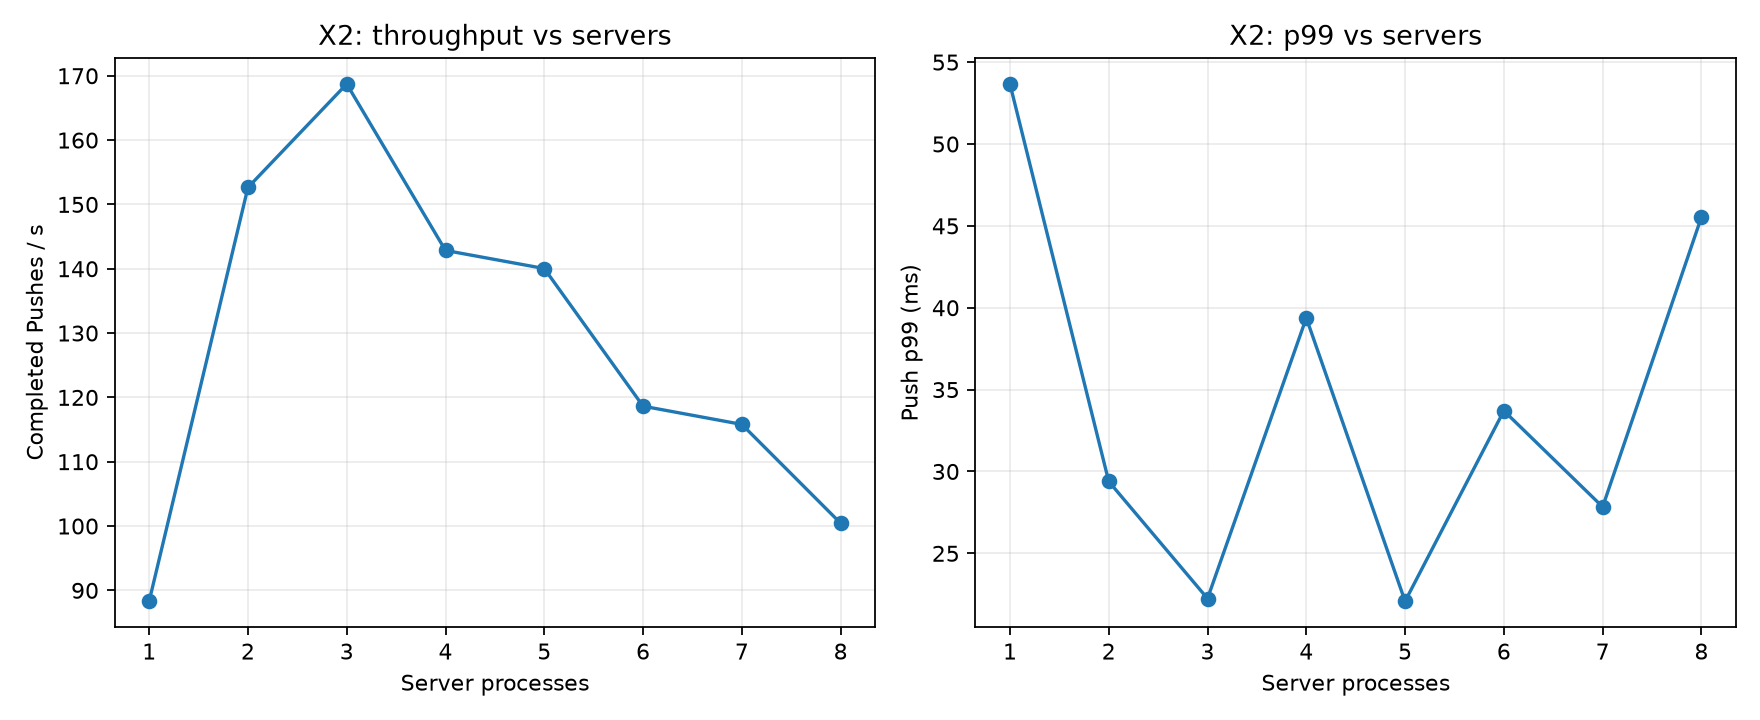 X2: throughput vs servers
170
160
150
140
130
120
110
100
90
Completed Pushes / s
1 2 3 4 5 6 7 8
Server processes
X2: p99 vs servers
55
50
45
40
35
30
25
Push p99 (ms)
1 2 3 4 5 6 7 8
Server processes